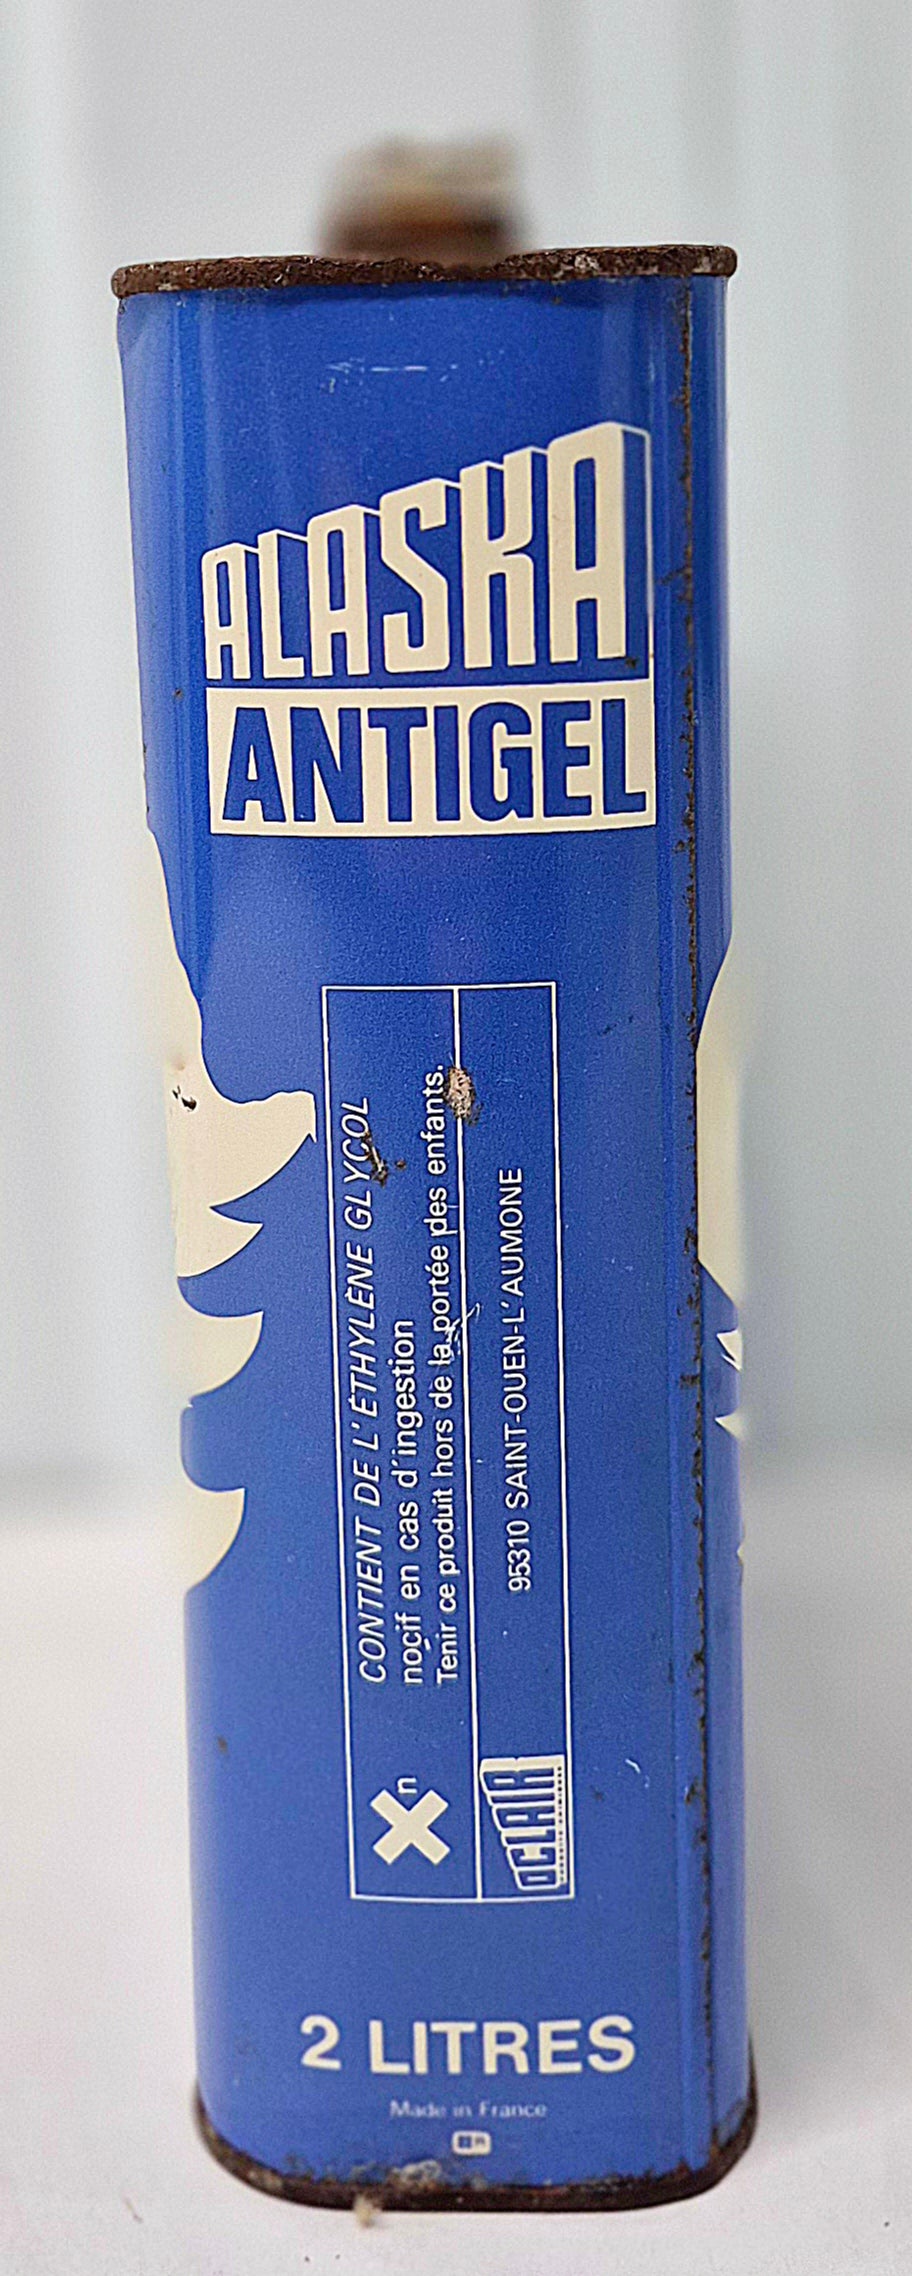 ALASKA
ANTIGEL
CONTIENT DE L'ÉTHYLÈNE GLYCOL
nocif en cas d'ingestion
Tenir ce produit hors de la portée des enfants.
Xn
95310 SAINT-OUEN-L'AUMONE
OCLAIR
2 LITRES
Made in France